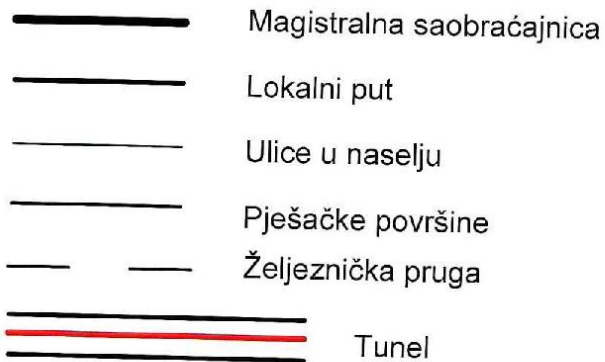 Magistralna saobraćajnica
Lokalni put
Ulice u naselju
Pješačke površine
Željeznička pruga
Tunel